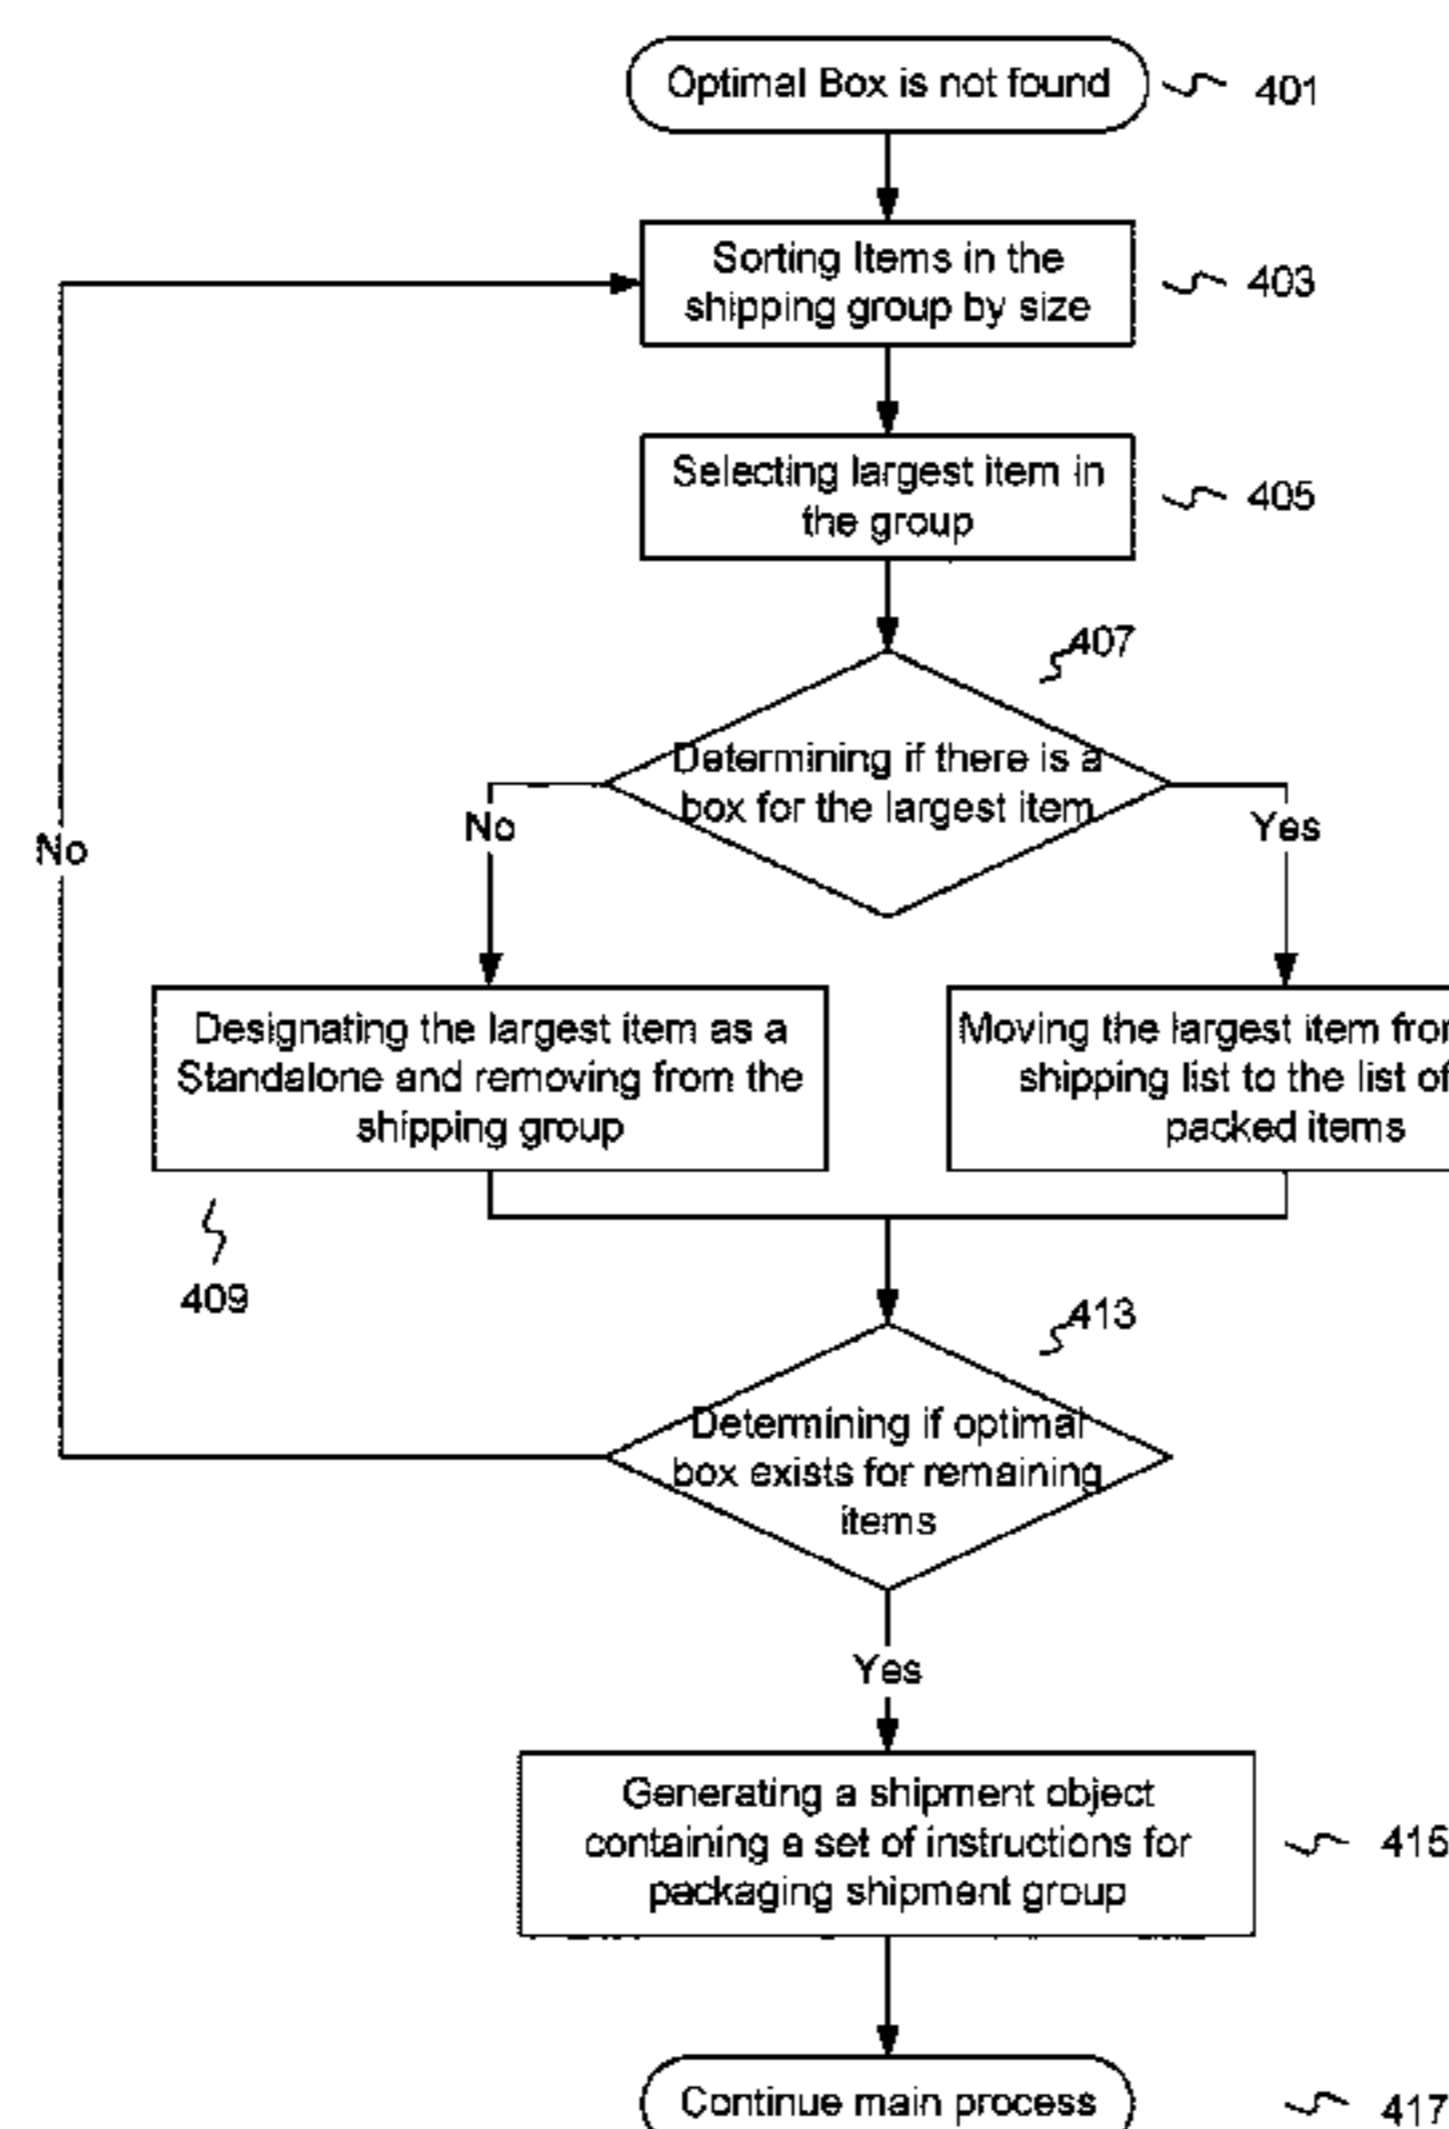 Optimal Box is not found
401
Sorting Items in the
shipping group by size
403
Selecting largest item in
the group
405
407
Determining if there is a
box for the largest item
No
Yes
No
Designating the largest item as a
Standalone and removing from the
shipping group
Moving the largest item
shipping list to the list of
packed items
409
413
Determining if optimal
box exists for remaining
items
Yes
Generating a shipment object
containing a set of instructions for
packaging shipment group
415
Continue main process
417